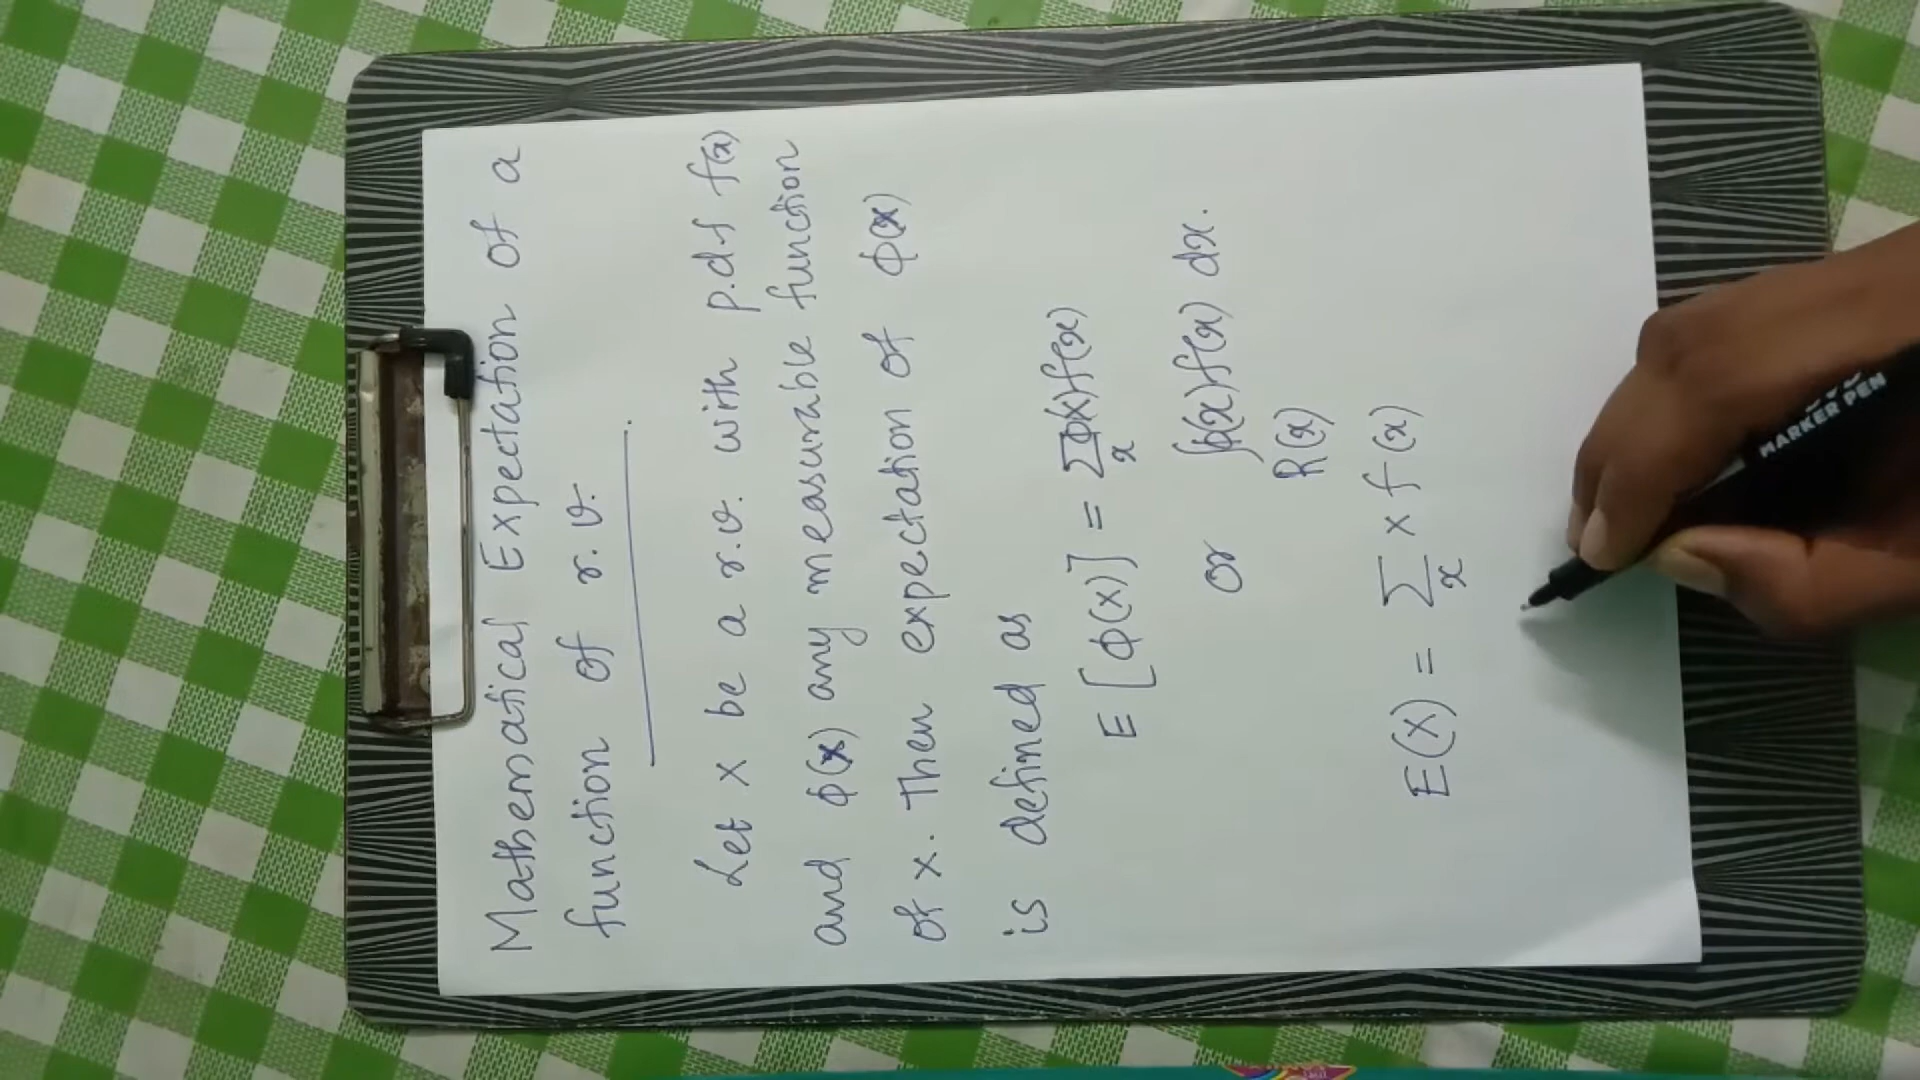 Mathematical Expectation of a
function of r.v.
Let X be a r.v. with p.d.f f(x)
and ϕ(X) any measurable function
of X. Then expectation of ϕ(X)
is defined as
E[ϕ(X)] = ∑ϕ(x)f(x)
x
or ∫ϕ(x)f(x) dx.
R(x)
E(X) = ∑ x f(x)
x
MARKER PEN